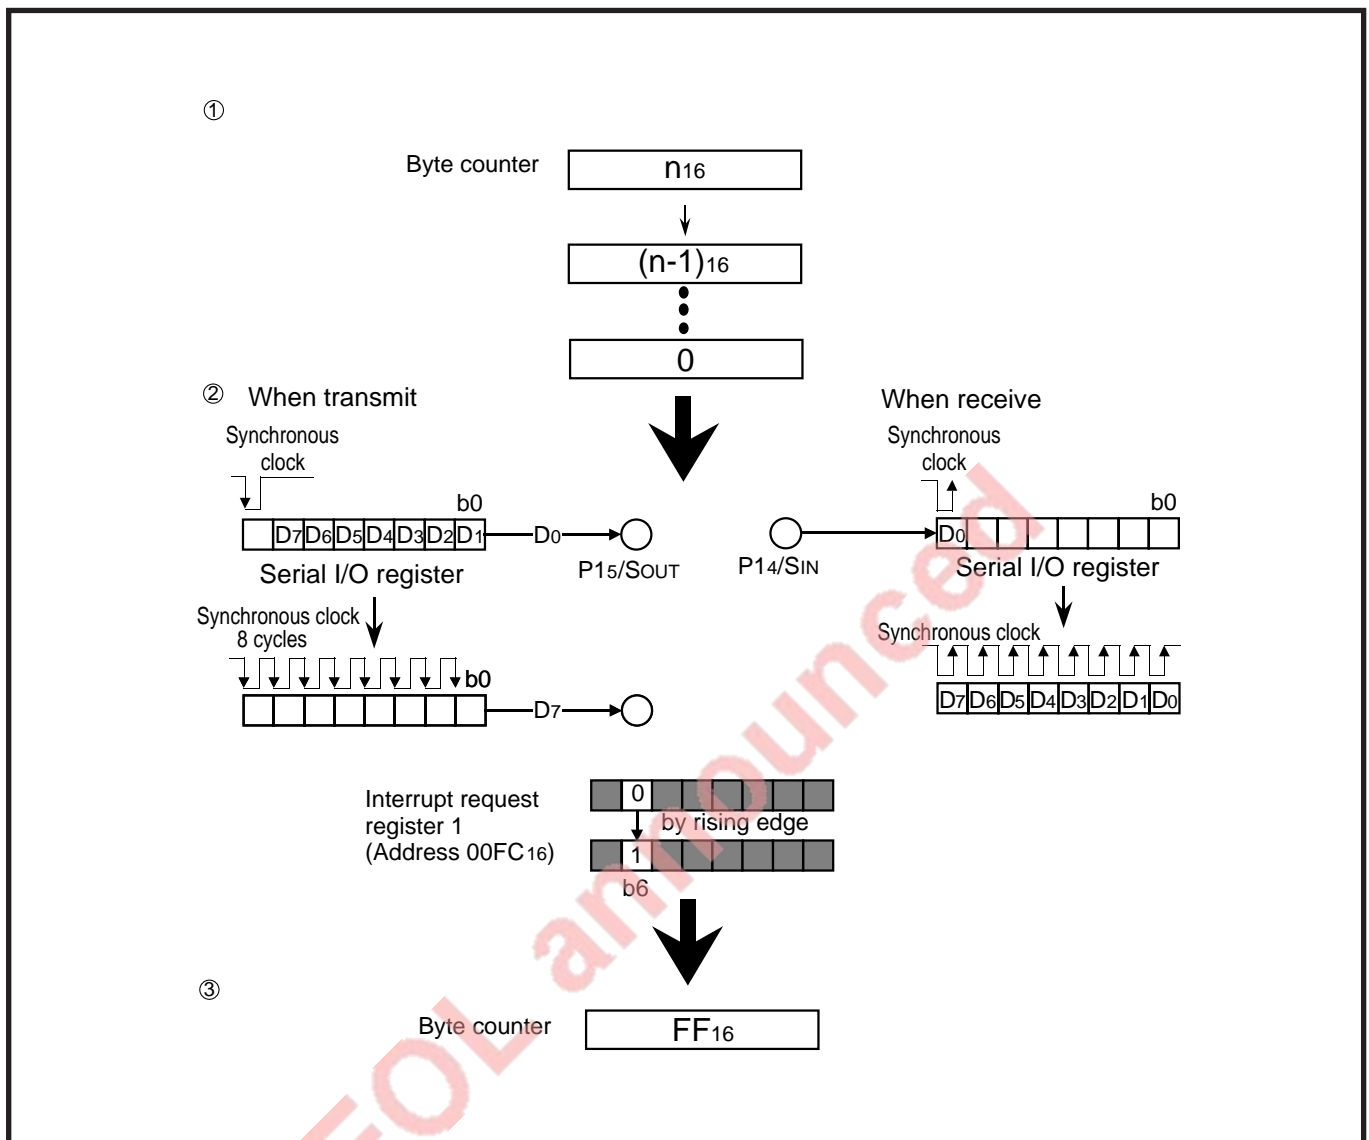 ①
Byte counter
n16
(n-1)16
0
② When transmit
When receive
Synchronous
clock
Synchronous
clock
b0
D7 D6 D5 D4 D3 D2 D1
D0
P15/SOUT
Serial I/O register
P14/SIN
b0
D0
Serial I/O register
Synchronous clock
8 cycles
b0
D7
Synchronous clock
D7 D6 D5 D4 D3 D2 D1 D0
Interrupt request
register 1
(Address 00FC16)
0
by rising edge
1
b6
③
Byte counter
FF16
EOL announced